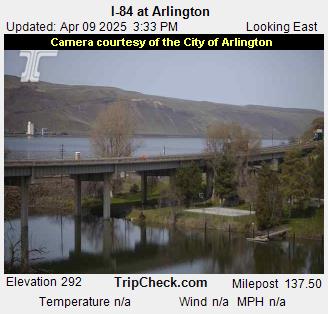 I-84 at Arlington
Updated: Apr 09 2025 3:33 PM Looking East
Camera courtesy of the City of Arlington
Elevation 292 TripCheck.com Milepost 137.50
Temperature n/a Wind n/a MPH n/a